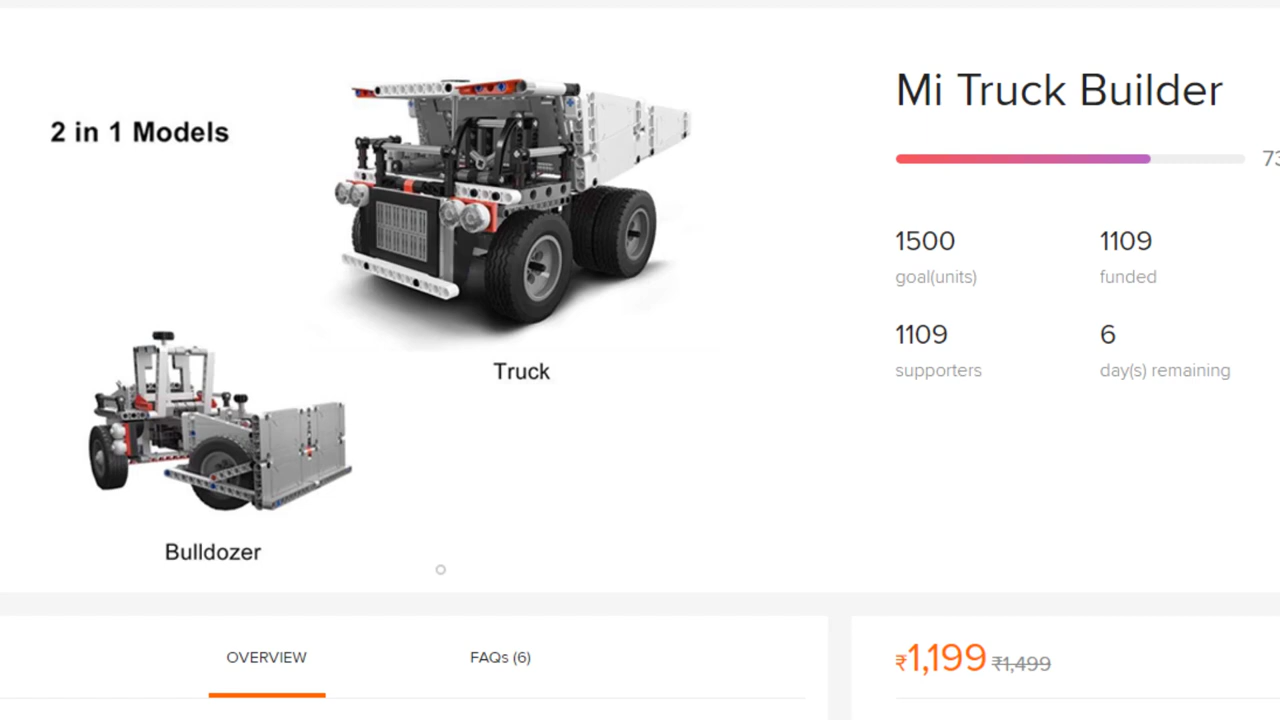 2 in 1 Models
Truck
Bulldozer
Mi Truck Builder
73
1500
goal(units)
1109
funded
1109
supporters
6
day(s) remaining
OVERVIEW
FAQs (6)
₹1,199 ₹1,499